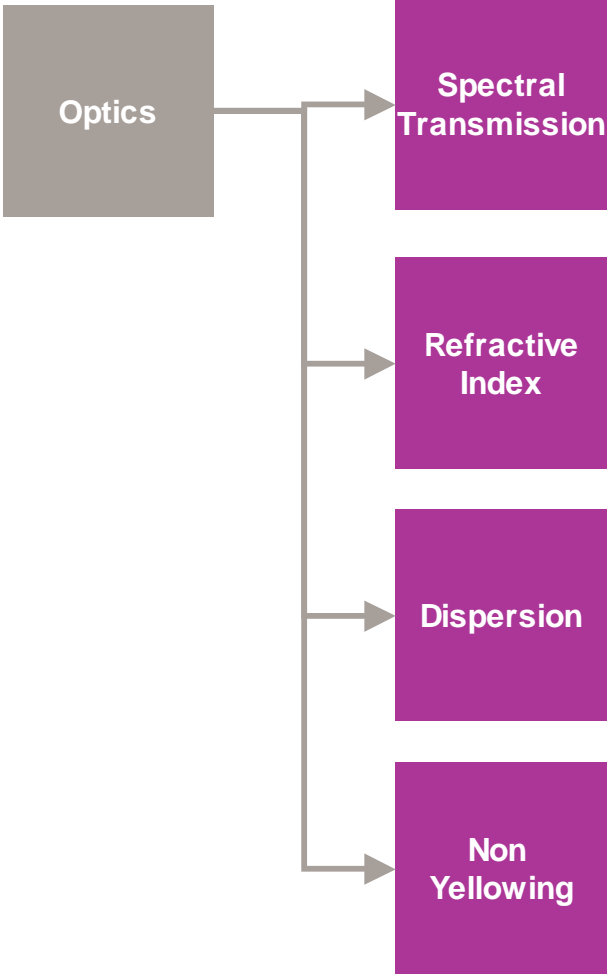 Optics
Spectral
Transmission
Refractive
Index
Dispersion
Non
Yellowing